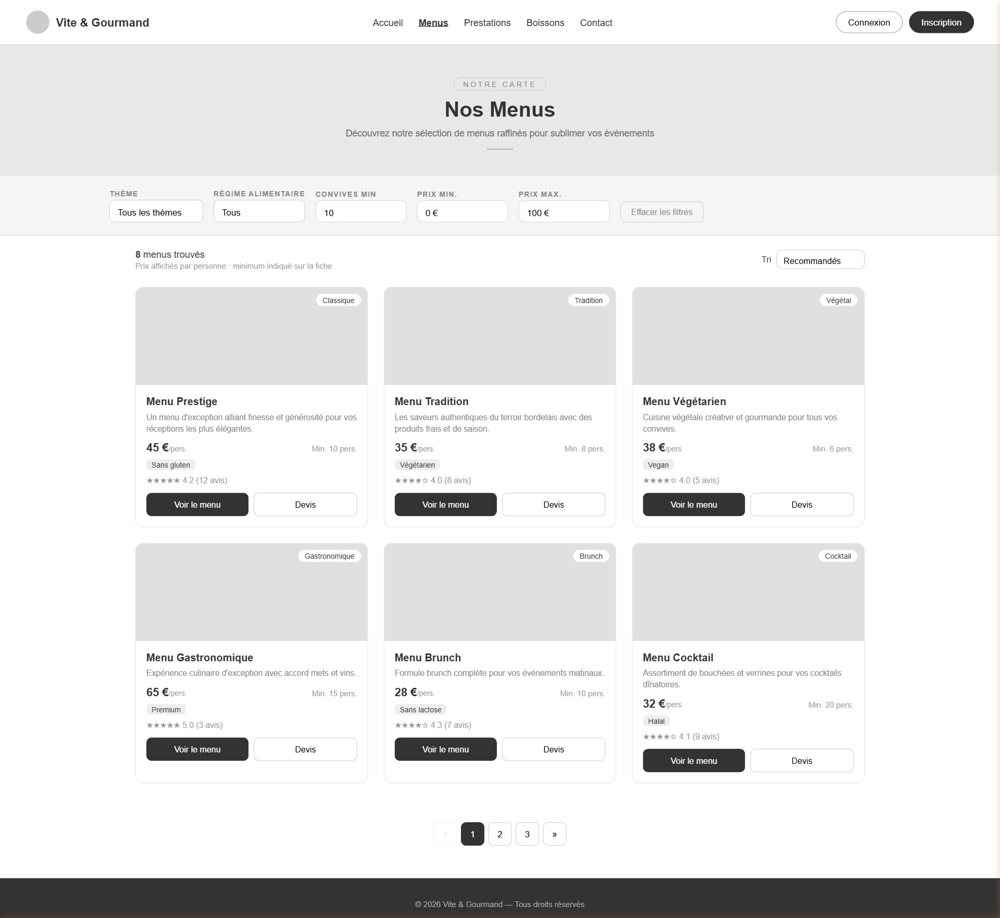 Vite & Gourmand
Accueil Menus Prestations Boissons Contact
Connexion Inscription
NOTRE CARTE
Nos Menus
Découvrez notre sélection de menus raffinés pour sublimer vos événements
THÈME RÉGIME ALIMENTAIRE CONVIVES MIN PRIX MIN. PRIX MAX.
Tous les thèmes Tous 10 0 € 100 € Effacer les filtres
8 menus trouvés
Prix affichés par personne · minimum indiqué sur la fiche
Tri Recommandés
Classique
Menu Prestige
Un menu d'exception alliant finesse et générosité pour vos
réceptions les plus élégantes.
45 €/pers. Min. 10 pers.
Sans gluten
★★★★★ 4.2 (12 avis)
Voir le menu Devis
Tradition
Menu Tradition
Les saveurs authentiques du terroir bordelais avec des
produits frais et de saison.
35 €/pers. Min. 8 pers.
Végétarien
★★★★☆ 4.0 (8 avis)
Voir le menu Devis
Végétal
Menu Végétarien
Cuisine végétale créative et gourmande pour tous vos
convives.
38 €/pers. Min. 6 pers.
Vegan
★★★★☆ 4.0 (5 avis)
Voir le menu Devis
Gastronomique
Menu Gastronomique
Expérience culinaire d'exception avec accord mets et vins.
65 €/pers. Min. 15 pers.
Premium
★★★★★ 5.0 (3 avis)
Voir le menu Devis
Brunch
Menu Brunch
Formule brunch complète pour vos événements matinaux.
28 €/pers. Min. 10 pers.
Sans lactose
★★★★☆ 4.3 (7 avis)
Voir le menu Devis
Cocktail
Menu Cocktail
Assortiment de bouchées et verrines pour vos cocktails
dînatoires.
32 €/pers. Min. 20 pers.
Halal
★★★★☆ 4.1 (9 avis)
Voir le menu Devis
« 1 2 3 »
© 2026 Vite & Gourmand — Tous droits réservés